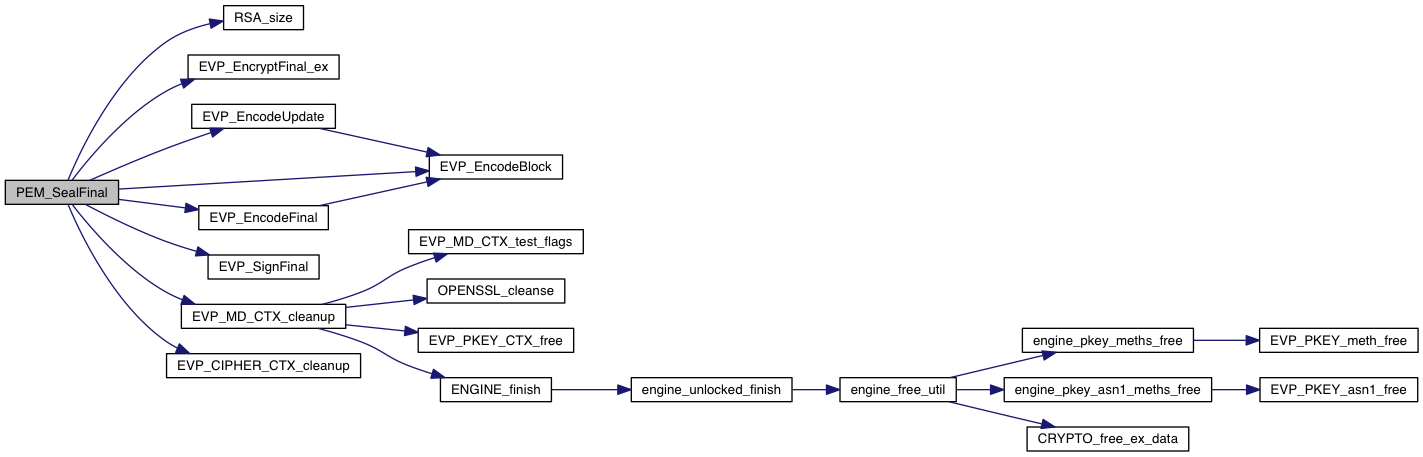 RSA_size
EVP_EncryptFinal_ex
EVP_EncodeUpdate
EVP_EncodeBlock
PEM_SealFinal
EVP_EncodeFinal
EVP_MD_CTX_test_flags
EVP_SignFinal
OPENSSL_cleanse
EVP_MD_CTX_cleanup
EVP_PKEY_CTX_free
engine_pkey_meths_free
EVP_PKEY_meth_free
EVP_CIPHER_CTX_cleanup
ENGINE_finish
engine_unlocked_finish
engine_free_util
engine_pkey_asn1_meths_free
EVP_PKEY_asn1_free
CRYPTO_free_ex_data